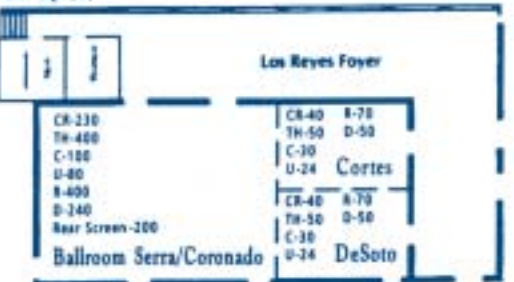 Los Reyes Foyer
CR-230
TH-400
C-100
U-80
R-400
D-240
Rear Screen-200
Ballroom Serra/Coronado
CR-40 R-70
TH-50 D-50
C-30
U-24 Cortes
CR-40 R-70
TH-50 D-50
C-30
U-24 DeSoto